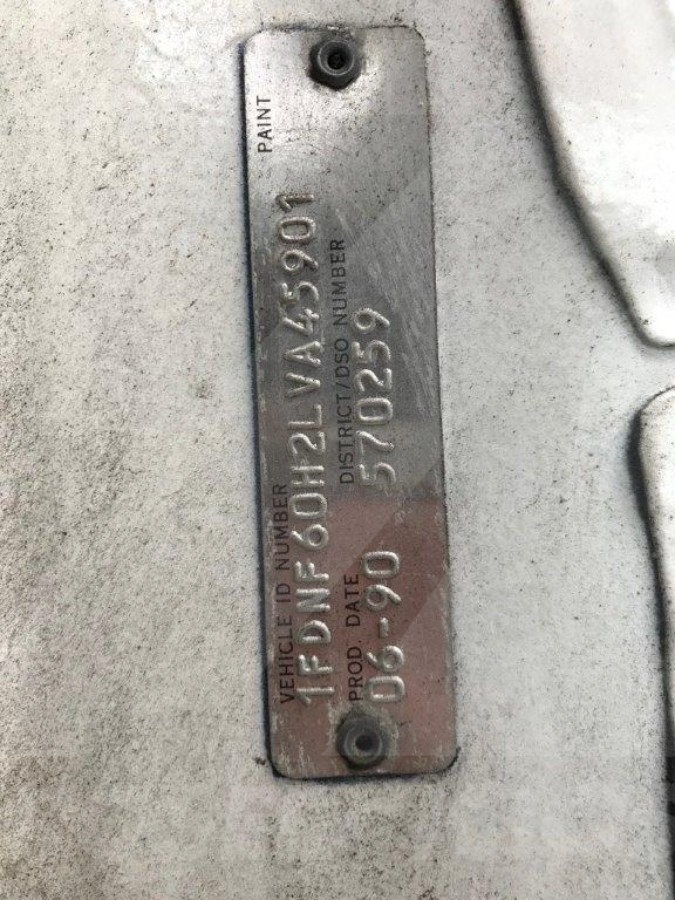 VEHICLE ID NUMBER PAINT
1FDNF60H2LVA45901
PROD. DATE DISTRICT/DSO NUMBER
06-90 570259